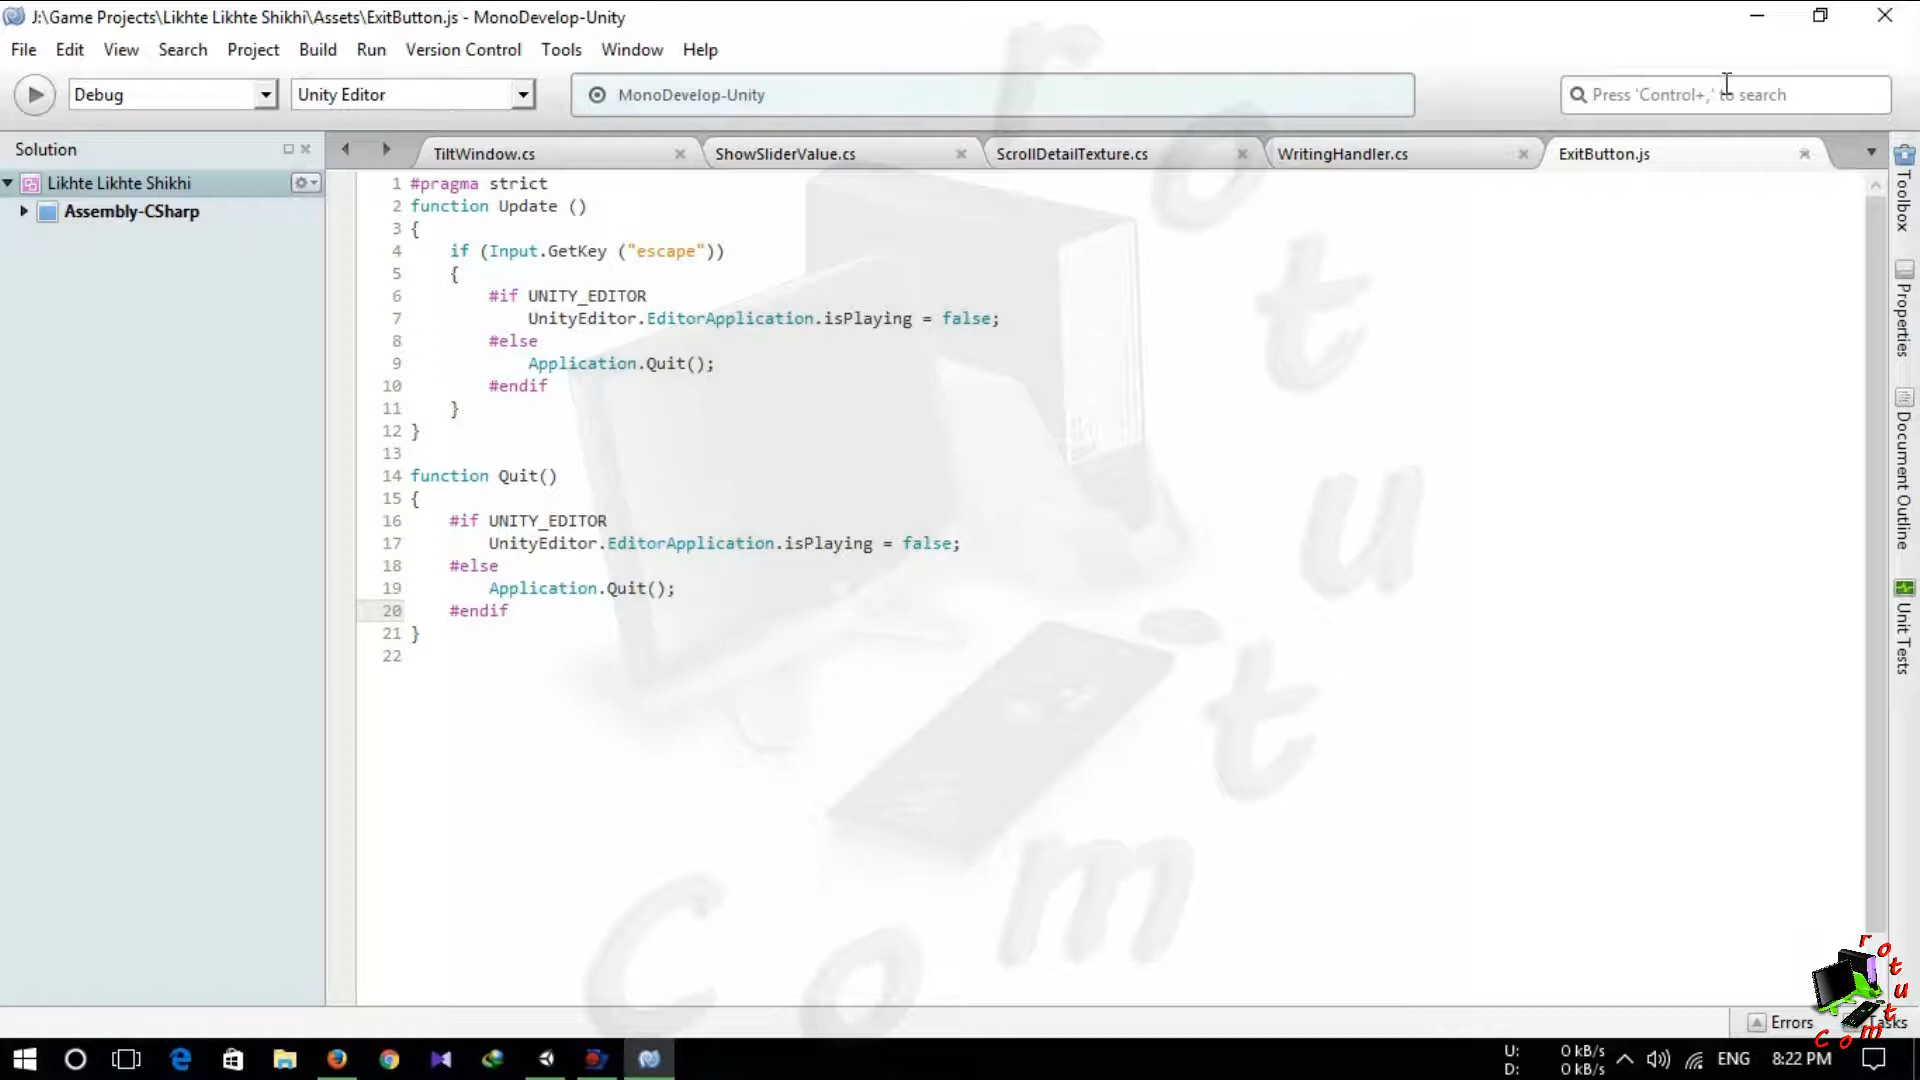 J:\Game Projects\Likhte Likhte Shikhi\Assets\ExitButton.js - MonoDevelop-Unity
File Edit View Search Project Build Run Version Control Tools Window Help
Debug Unity Editor MonoDevelop-Unity Press 'Control+,' to search
Solution TiltWindow.cs ShowSliderValue.cs ScrollDetailTexture.cs WritingHandler.cs ExitButton.js
Likhte Likhte Shikhi
Assembly-CSharp
1 #pragma strict
2 function Update ()
3 {
4 if (Input.GetKey ("escape"))
5 {
6 #if UNITY_EDITOR
7 UnityEditor.EditorApplication.isPlaying = false;
8 #else
9 Application.Quit();
10 #endif
11 }
12 }
13
14 function Quit()
15 {
16 #if UNITY_EDITOR
17 UnityEditor.EditorApplication.isPlaying = false;
18 #else
19 Application.Quit();
20 #endif
21 }
22
Toolbox
Properties
Document Outline
Unit Tests
Comtutor
Errors Tasks
Comtutor
U: 0 kB/s
D: 0 kB/s
ENG 8:22 PM